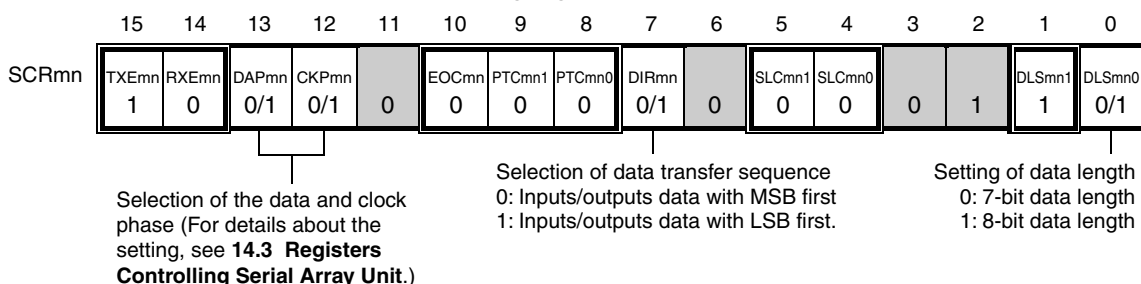 15 14 13 12 11 10 9 8 7 6 5 4 3 2 1 0
SCRmn TXEmn RXEmn DAPmn CKPmn EOCmn PTCmn1 PTCmn0 DIRmn SLCmn1 SLCmn0 DLSmn1 DLSmn0
1 0 0/1 0/1 0 0 0 0 0/1 0 0 0 0 1 1 0/1
Selection of the data and clock
phase (For details about the
setting, see 14.3 Registers
Controlling Serial Array Unit.)
Selection of data transfer sequence
0: Inputs/outputs data with MSB first
1: Inputs/outputs data with LSB first.
Setting of data length
0: 7-bit data length
1: 8-bit data length